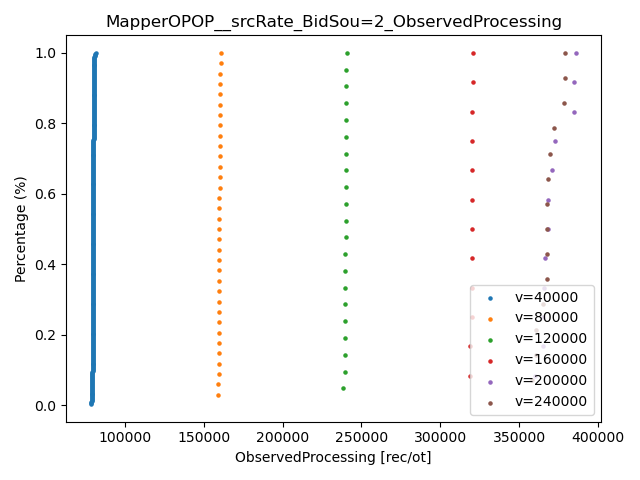 MapperOPOP__srcRate_BidSou=2_ObservedProcessing
1.0
0.8
0.6
0.4
0.2
0.0
Percentage (%)
v=40000
v=80000
v=120000
v=160000
v=200000
v=240000
100000 150000 200000 250000 300000 350000 400000
ObservedProcessing [rec/ot]